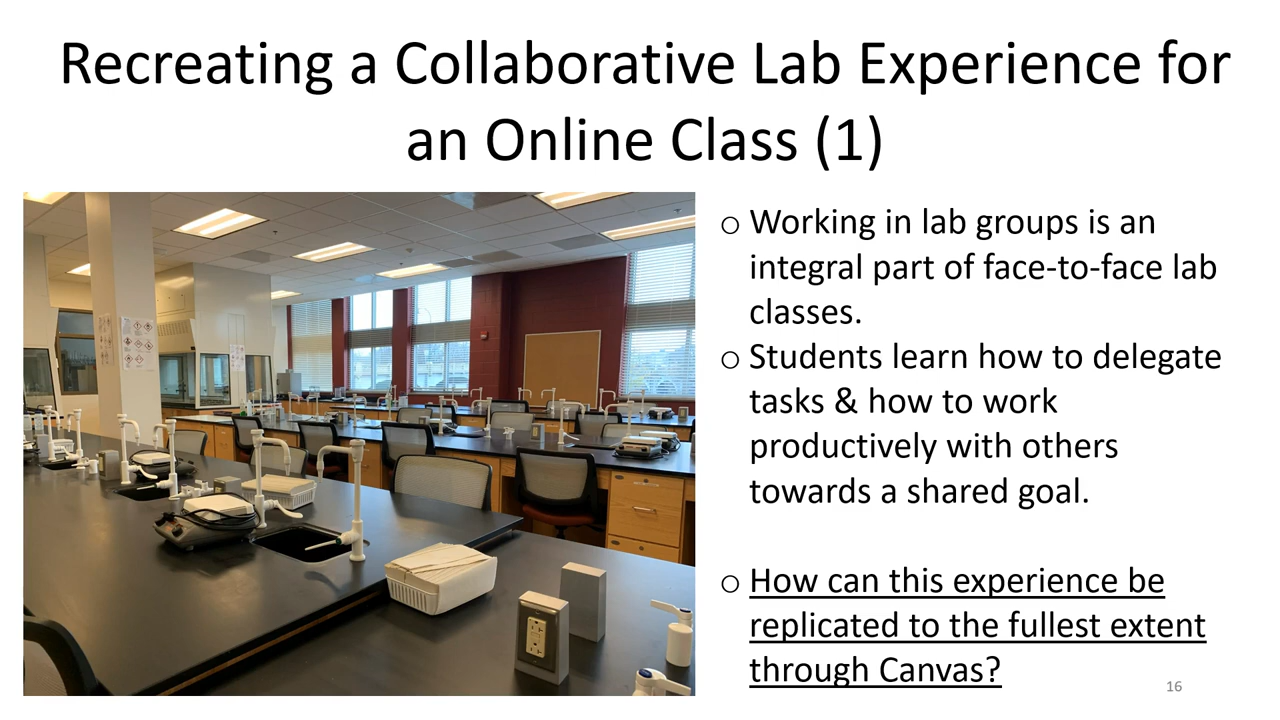 Recreating a Collaborative Lab Experience for
an Online Class (1)
o Working in lab groups is an
integral part of face-to-face lab
classes.
o Students learn how to delegate
tasks & how to work
productively with others
towards a shared goal.
o How can this experience be
replicated to the fullest extent
through Canvas?
16